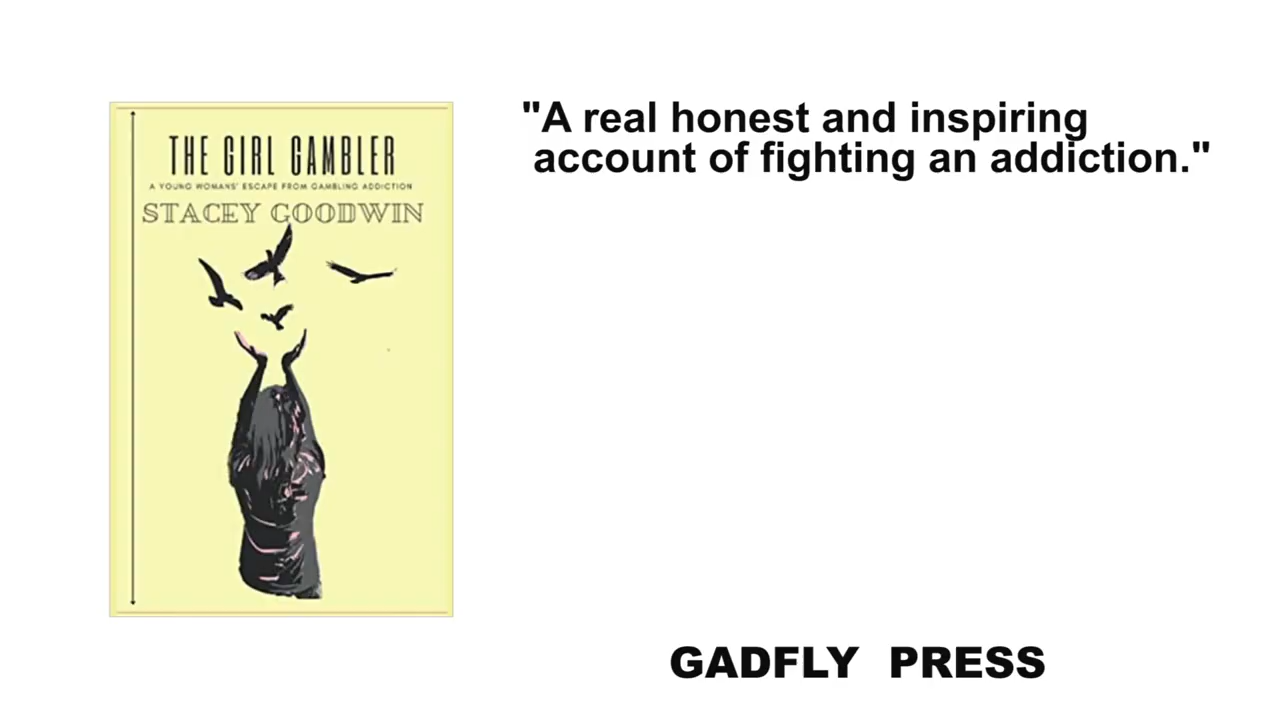 THE GIRL GAMBLER
A YOUNG WOMANS' ESCAPE FROM GAMBLING ADDICTION
STACEY GOODWIN
"A real honest and inspiring
account of fighting an addiction."
GADFLY PRESS